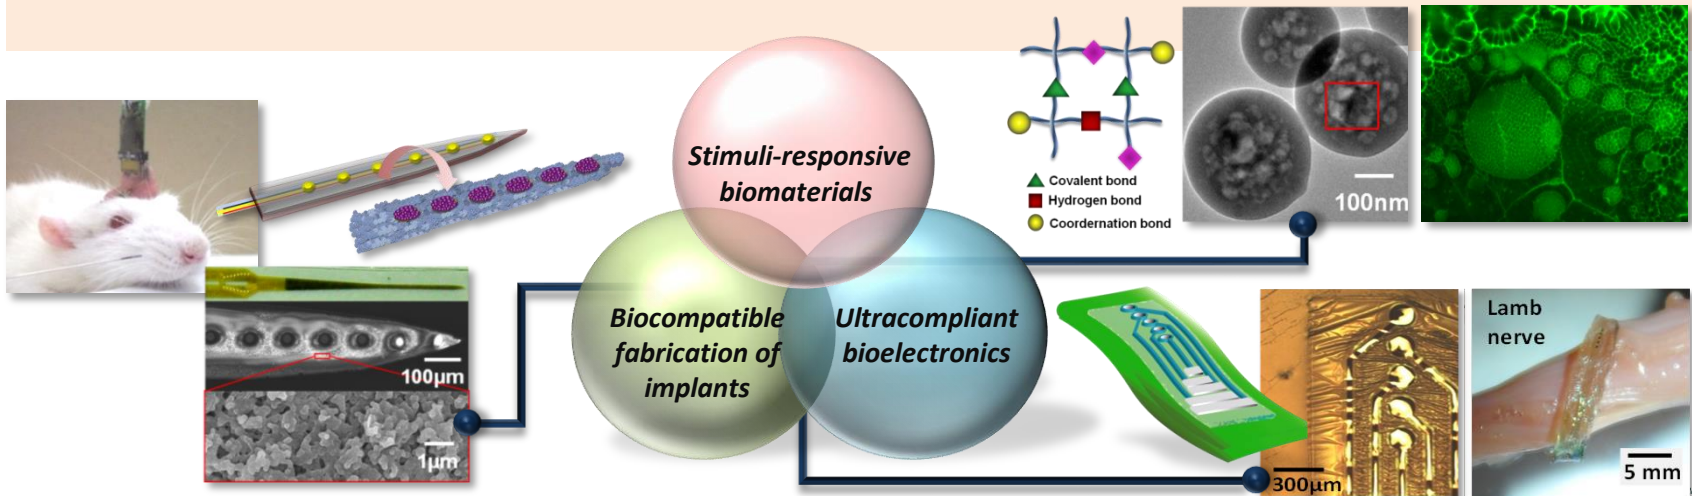 Stimuli-responsive
biomaterials
Biocompatible
fabrication of
implants
Ultracompliant
bioelectronics
Covalent bond
Hydrogen bond
Coordernation bond
100nm
100μm
1μm
300μm
Lamb
nerve
5 mm